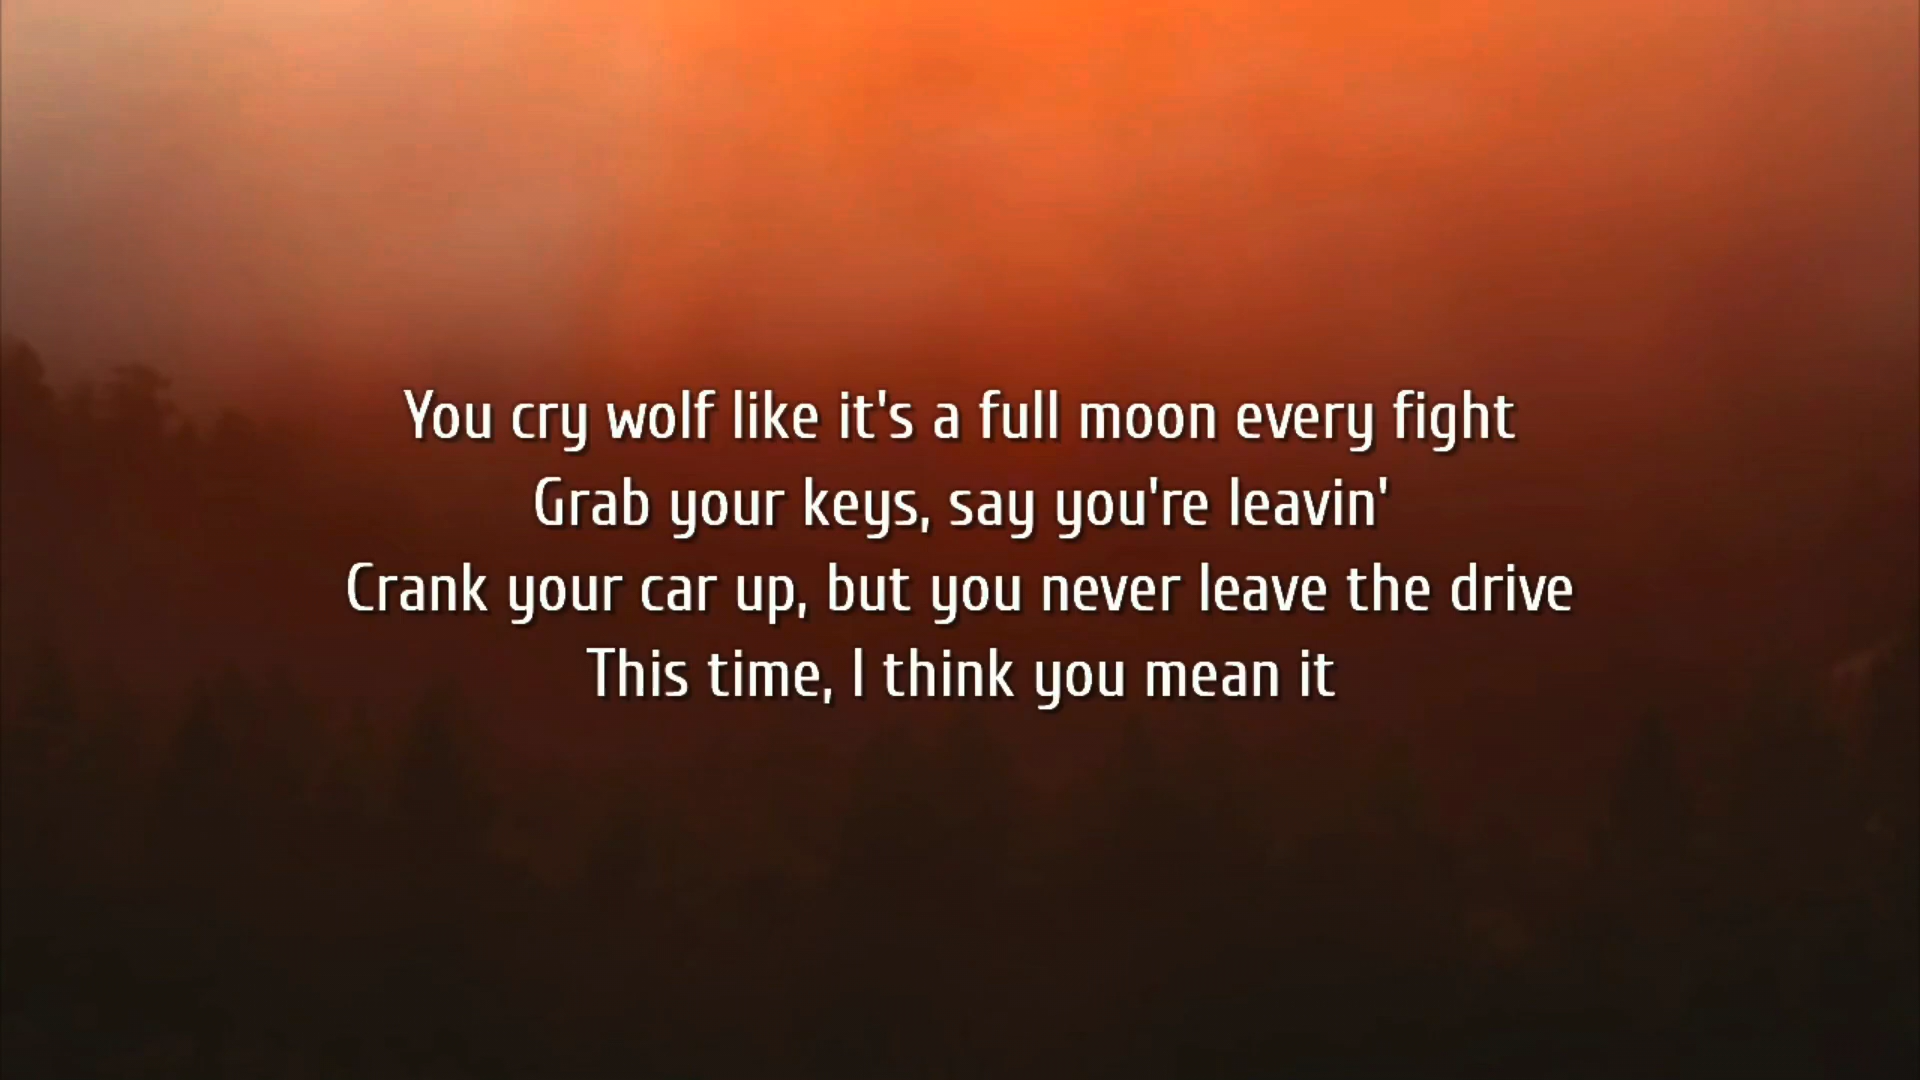 You cry wolf like it's a full moon every fight
Grab your keys, say you're leavin'
Crank your car up, but you never leave the drive
This time, I think you mean it